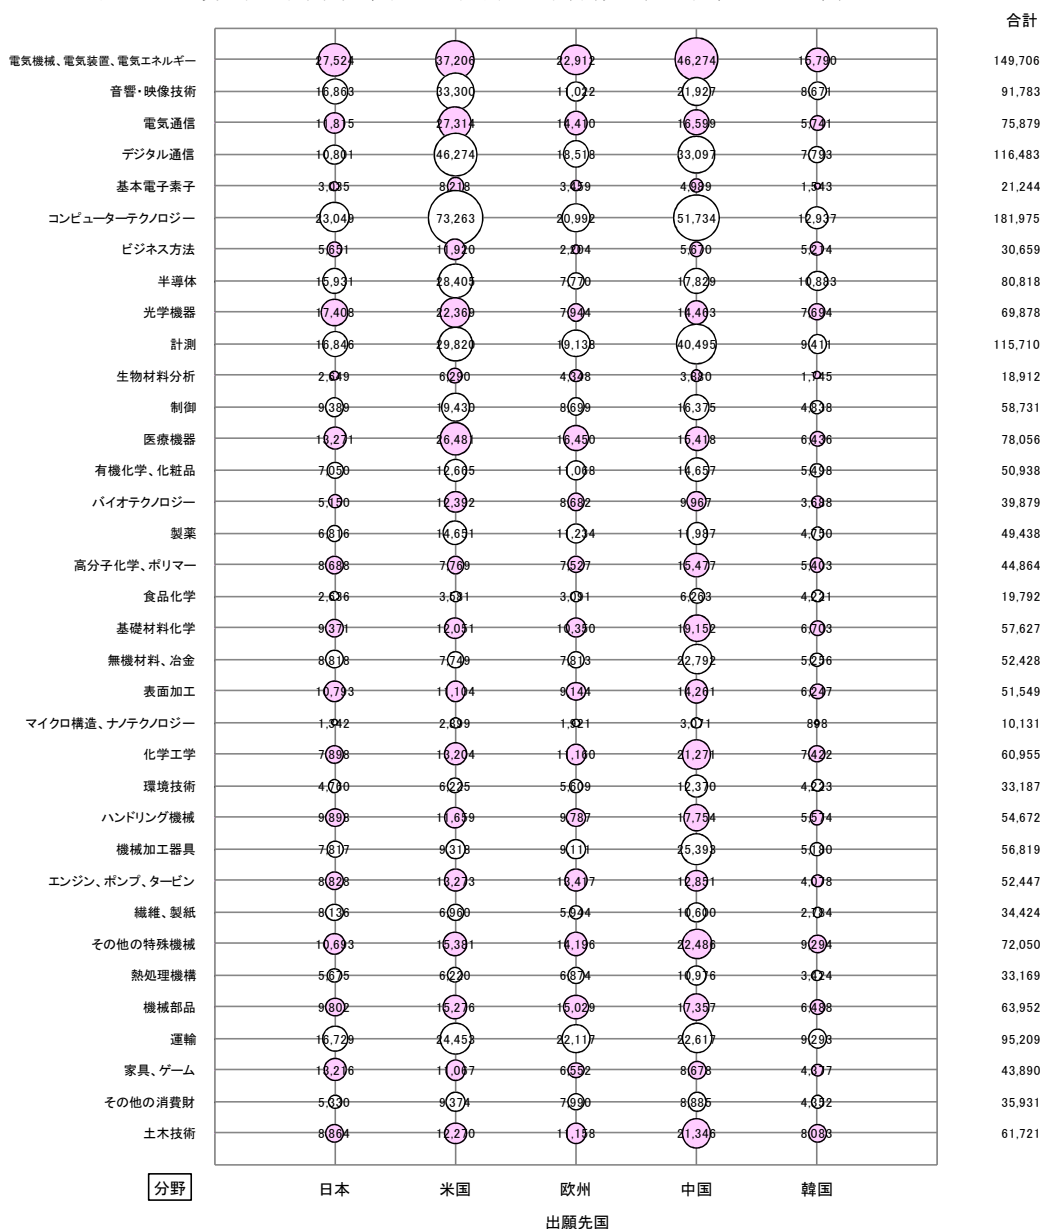 合計
電気機械、電気装置、電気エネルギー 27,524 37,206 22,912 46,274 15,790 149,706
音響・映像技術 16,863 33,300 11,022 21,927 8,671 91,783
電気通信 11,815 27,314 14,410 16,599 5,741 75,879
デジタル通信 10,801 46,274 18,518 33,097 7,793 116,483
基本電子素子 3,035 8,218 3,459 4,989 1,543 21,244
コンピューターテクノロジー 23,049 73,263 20,992 51,734 12,937 181,975
ビジネス方法 5,651 11,920 2,204 5,670 5,214 30,659
半導体 15,931 28,405 7,770 17,829 10,883 80,818
光学機器 17,408 22,369 7,944 14,463 7,694 69,878
計測 16,846 29,820 19,138 40,495 9,411 115,710
生物材料分析 2,649 6,290 4,348 3,880 1,745 18,912
制御 9,389 19,430 8,699 16,375 4,838 58,731
医療機器 13,271 26,481 16,450 15,418 6,436 78,056
有機化学、化粧品 7,050 12,665 11,068 14,657 5,498 50,938
バイオテクノロジー 5,150 12,392 8,682 9,967 3,688 39,879
製薬 6,816 14,651 11,234 11,987 4,750 49,438
高分子化学、ポリマー 8,688 7,769 7,527 15,477 5,403 44,864
食品化学 2,636 3,581 3,091 6,263 4,221 19,792
基礎材料化学 9,371 12,051 10,350 19,152 6,703 57,627
無機材料、冶金 8,818 7,749 7,813 22,792 5,256 52,428
表面加工 10,793 11,104 9,144 14,261 6,247 51,549
マイクロ構造、ナノテクノロジー 1,342 2,899 1,921 3,071 898 10,131
化学工学 7,898 13,204 11,160 21,271 7,422 60,955
環境技術 4,760 6,225 5,609 12,370 4,223 33,187
ハンドリング機械 9,898 11,659 9,787 17,754 5,574 54,672
機械加工器具 7,817 9,318 9,111 25,393 5,180 56,819
エンジン、ポンプ、タービン 8,828 13,273 13,417 12,851 4,078 52,447
繊維、製紙 8,136 6,960 5,944 10,600 2,784 34,424
その他の特殊機械 10,693 15,381 14,196 22,486 9,294 72,050
熱処理機構 5,675 6,220 6,874 10,976 3,424 33,169
機械部品 9,802 15,276 15,029 17,357 6,488 63,952
運輸 16,729 24,453 22,117 22,617 9,293 95,209
家具、ゲーム 13,216 11,067 6,552 8,678 4,377 43,890
その他の消費財 5,330 9,374 7,990 8,885 4,352 35,931
土木技術 8,864 12,270 11,158 21,346 8,083 61,721
分野 日本 米国 欧州 中国 韓国
出願先国